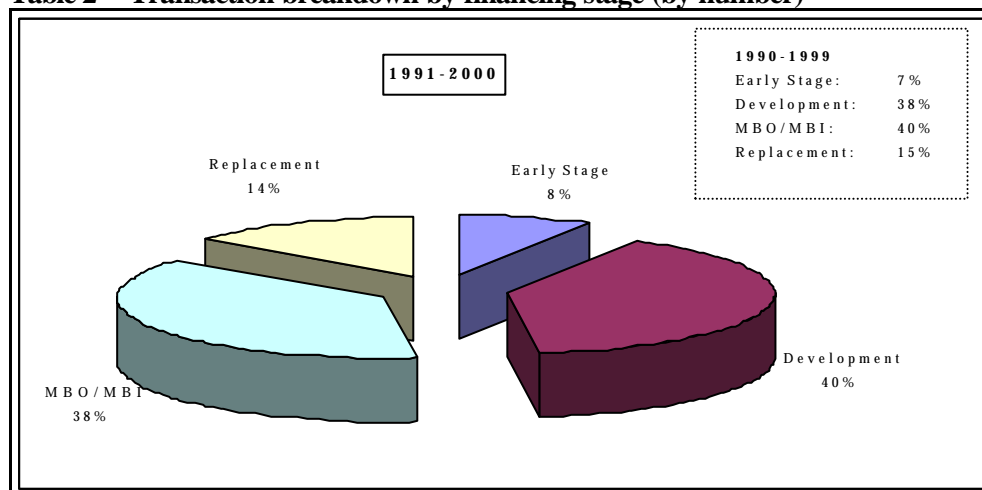 Table 2 Transaction breakdown by financing stage (by number)
1991-2000
1990-1999
Early Stage: 7%
Development: 38%
MBO/MBI: 40%
Replacement: 15%
Replacement
14%
Early Stage
8%
Development
40%
MBO/MBI
38%